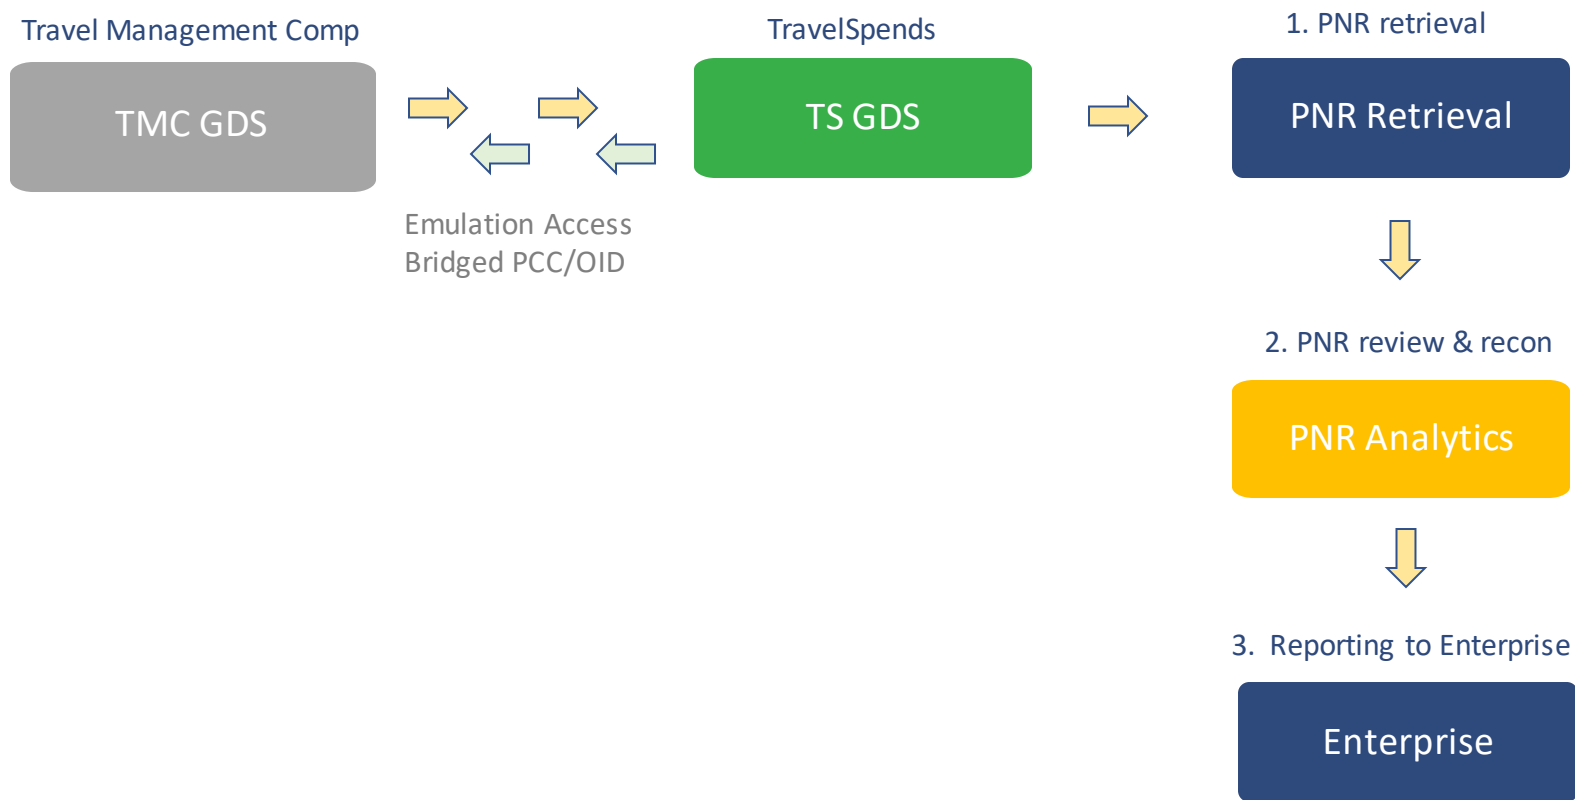 Travel Management Comp
TMC GDS
TravelSpends
TS GDS
Emulation Access
Bridged PCC/OID
1. PNR retrieval
PNR Retrieval
2. PNR review & recon
PNR Analytics
3. Reporting to Enterprise
Enterprise